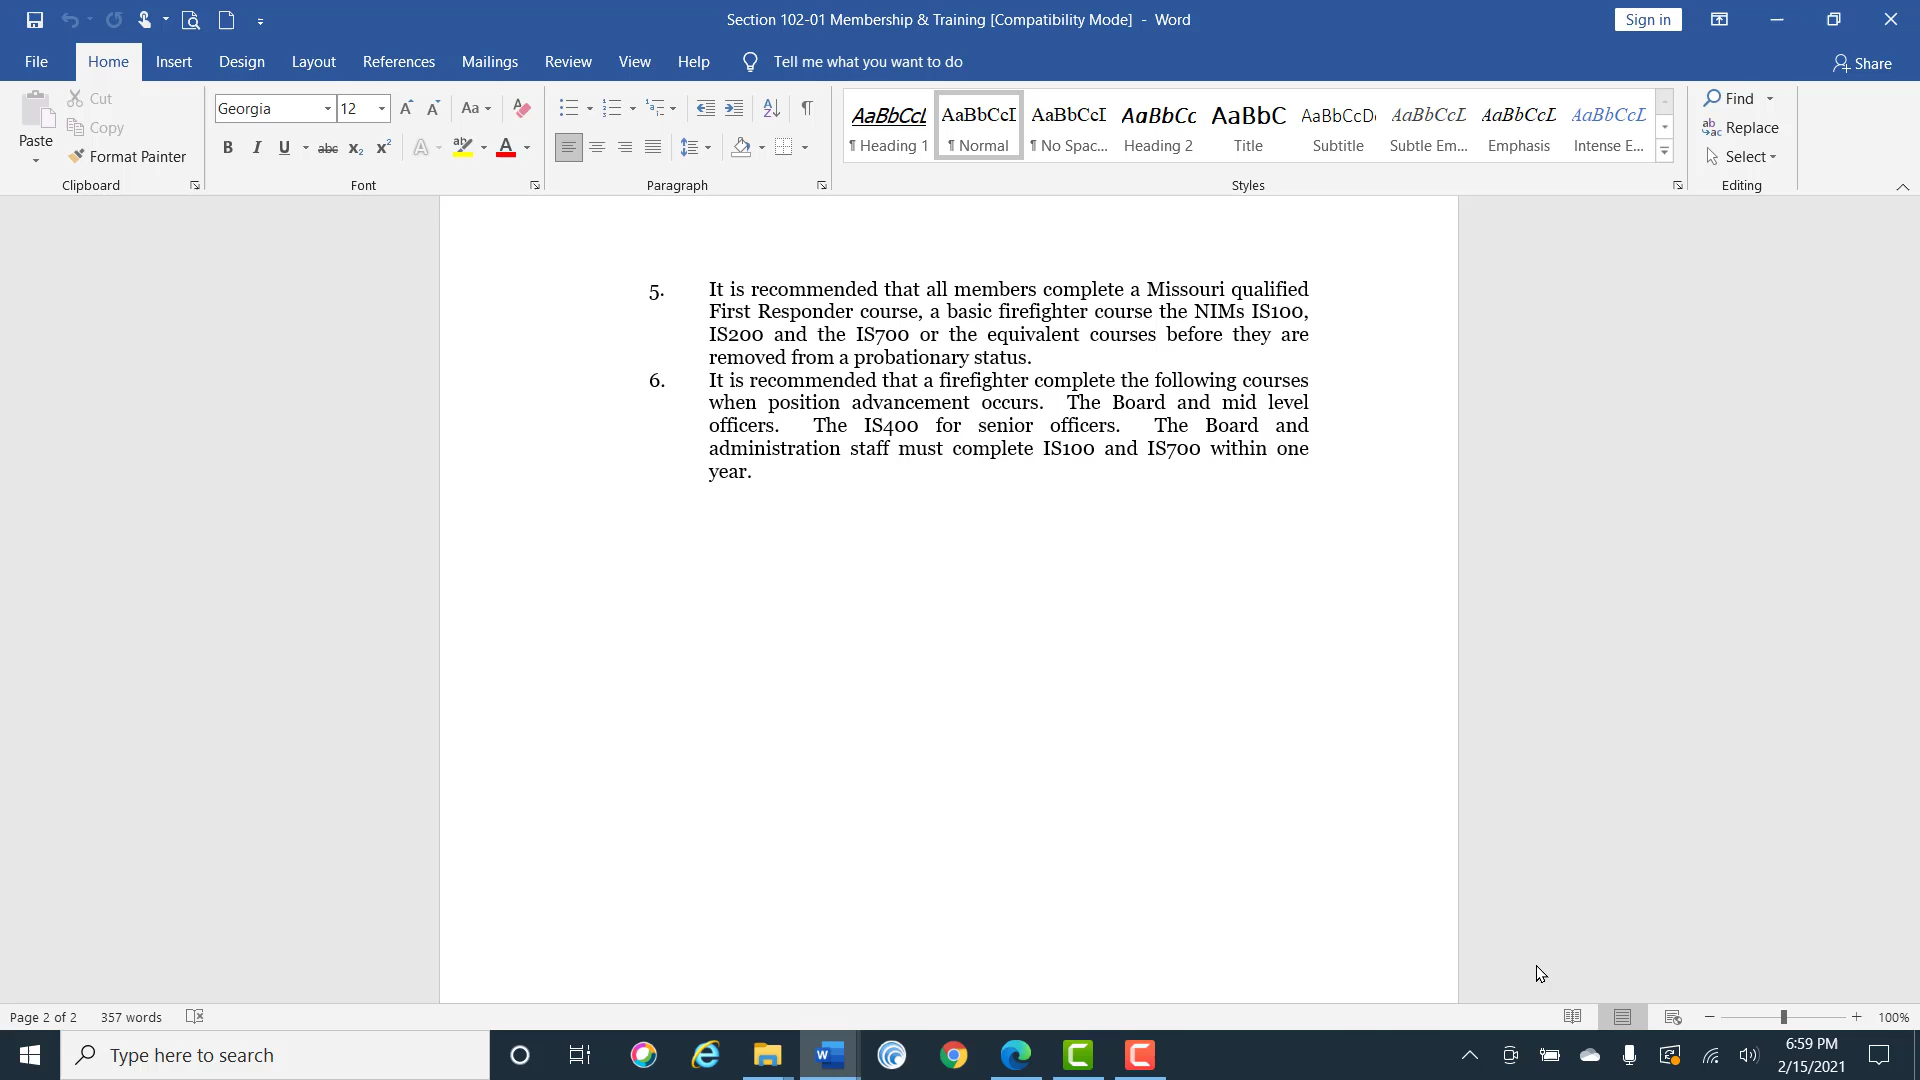 Section 102-01 Membership & Training [Compatibility Mode] - Word
Sign in
File Home Insert Design Layout References Mailings Review View Help Tell me what you want to do Share
Paste
Cut
Copy
Format Painter
Clipboard
Georgia 12
Font
Paragraph
AaBbCcL AaBbCcI AaBbCcI AaBbCc AaBbC AaBbCcD AaBbCcL AaBbCcL AaBbCcL
¶ Heading 1 ¶ Normal ¶ No Spac... Heading 2 Title Subtitle Subtle Em... Emphasis Intense E...
Styles
Find
Replace
Select
Editing
5. It is recommended that all members complete a Missouri qualified
First Responder course, a basic firefighter course the NIMs IS100,
IS200 and the IS700 or the equivalent courses before they are
removed from a probationary status.
6. It is recommended that a firefighter complete the following courses
when position advancement occurs. The Board and mid level
officers. The IS400 for senior officers. The Board and
administration staff must complete IS100 and IS700 within one
year.
Page 2 of 2 357 words 100%
Type here to search
6:59 PM
2/15/2021